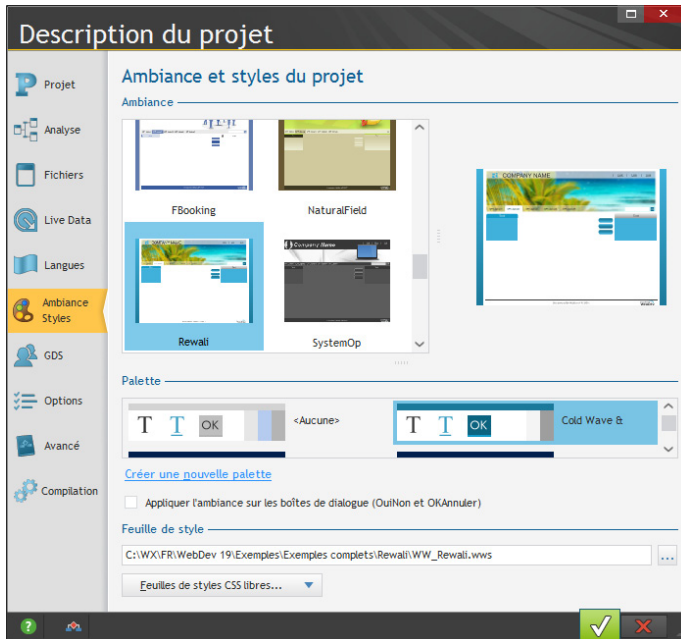 Description du projet
Projet
Analyse
Fichiers
Live Data
Langues
Ambiance
Styles
GDS
Options
Avancé
Compilation
Ambiance et styles du projet
Ambiance
FBooking
NaturalField
Company Name
Rewali
SystemOp
COMPANY NAME
Palette
T T OK
<Aucune>
T T OK
Cold Wave &
Créer une nouvelle palette
Appliquer l'ambiance sur les boîtes de dialogue (OuiNon et OKAnnuler)
Feuille de style
C:\WX\FR\WebDev 19\Exemples\Exemples complets\Rewali\WW_Rewali.wws
...
Feuilles de styles CSS libres...